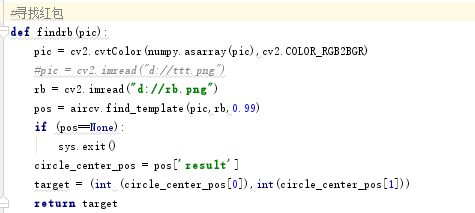 #寻找红包
def findrb(pic):
    pic = cv2.cvtColor(numpy.asarray(pic),cv2.COLOR_RGB2BGR)
    #pic = cv2.imread("d://ttt.png")
    rb = cv2.imread("d://rb.png")
    pos = aircv.find_template(pic,rb,0.99)
    if (pos==None):
        sys.exit()
    circle_center_pos = pos['result']
    target = (int (circle_center_pos[0]),int(circle_center_pos[1]))
    return target